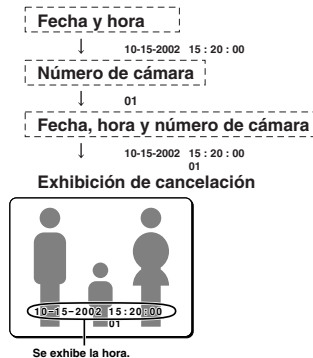 Fecha y hora
↓ 10-15-2002 15 : 20 : 00
Número de cámara
↓ 01
Fecha, hora y número de cámara
↓ 10-15-2002 15 : 20 : 00
01
Exhibición de cancelación
10-15-2002 15:20:00
01
Se exhibe la hora.